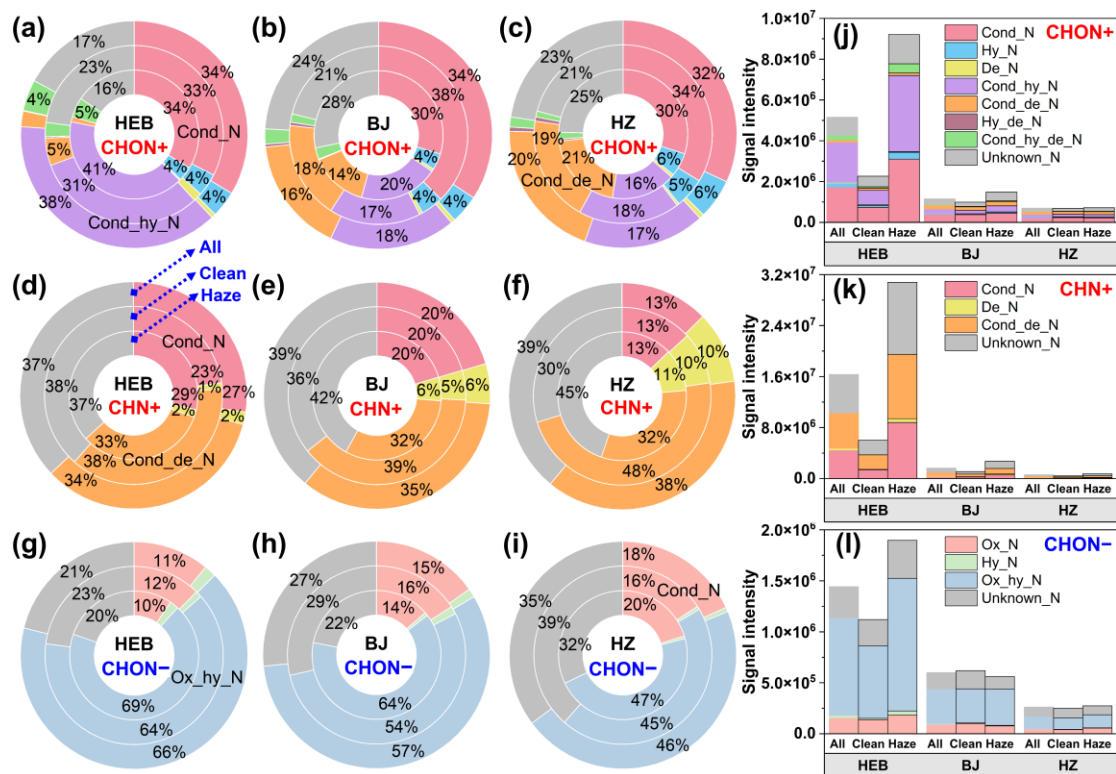 (a)
17%
23%
16%
34%
33%
34%
Cond_N
4%
5%
HEB
CHON+
5%
41%
31%
38%
Cond_hy_N
4%
4%
4%
(b)
24%
21%
28%
34%
38%
30%
BJ
CHON+
4%
4%
4%
18%
14%
16%
20%
17%
18%
(c)
23%
21%
25%
32%
34%
30%
HZ
CHON+
19%
21%
20%
Cond_de_N
6%
5%
6%
16%
18%
17%
(j)
CHON+
Signal intensity
1.0×10⁷
8.0×10⁶
6.0×10⁶
4.0×10⁶
2.0×10⁶
0.0
Cond_N
Hy_N
De_N
Cond_hy_N
Cond_de_N
Hy_de_N
Cond_hy_de_N
Unknown_N
All Clean Haze All Clean Haze All Clean Haze
HEB BJ HZ
(d)
All
Clean
Haze
Cond_N
37%
38%
37%
HEB
CHN+
23%
29%
27%
1%
2%
2%
33%
38%
34%
Cond_de_N
(e)
20%
20%
20%
39%
36%
42%
BJ
CHN+
6%
5%
6%
32%
39%
35%
(f)
13%
13%
13%
39%
30%
45%
HZ
CHN+
10%
10%
11%
32%
48%
38%
(k)
CHN+
Signal intensity
3.2×10⁷
2.4×10⁷
1.6×10⁷
8.0×10⁶
0.0
Cond_N
De_N
Cond_de_N
Unknown_N
All Clean Haze All Clean Haze All Clean Haze
HEB BJ HZ
(g)
11%
12%
10%
21%
23%
20%
HEB
CHON−
Ox_hy_N
69%
64%
66%
(h)
15%
16%
14%
27%
29%
22%
BJ
CHON−
64%
54%
57%
(i)
18%
16%
20%
Cond_N
35%
39%
32%
HZ
CHON−
47%
45%
46%
(l)
CHON−
Signal intensity
2.0×10⁶
1.5×10⁶
1.0×10⁶
5.0×10⁵
0.0
Ox_N
Hy_N
Ox_hy_N
Unknown_N
All Clean Haze All Clean Haze All Clean Haze
HEB BJ HZ